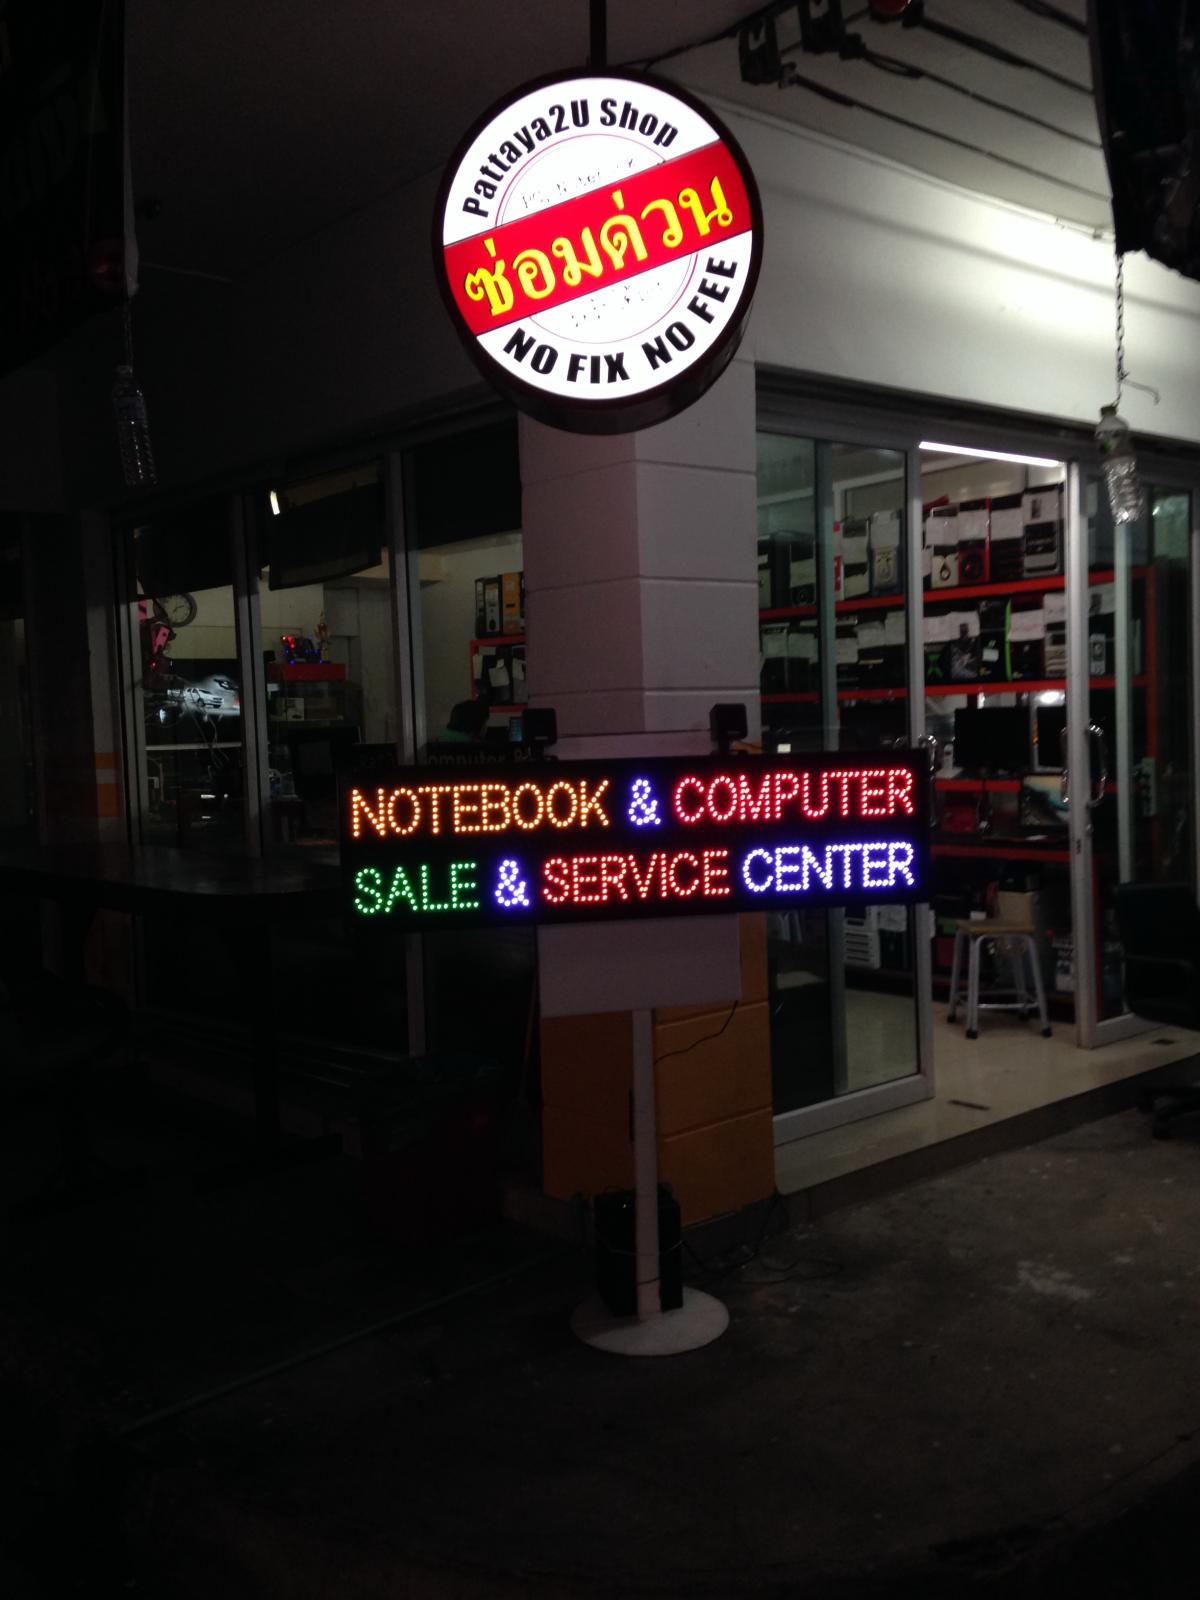 Pattaya2U Shop
ซ่อมด่วน
NO FIX NO FEE
NOTEBOOK & COMPUTER
SALE & SERVICE CENTER